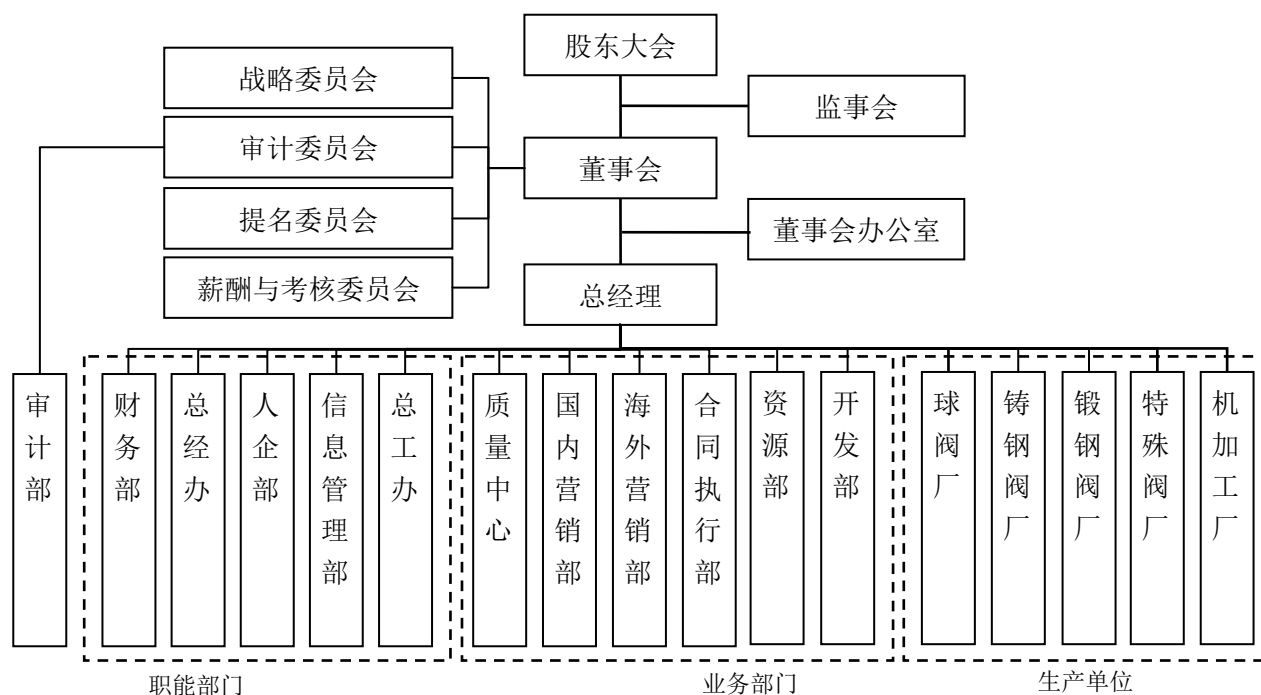 股东大会
战略委员会
监事会
审计委员会
董事会
提名委员会
董事会办公室
薪酬与考核委员会
总经理
审计部
财务部
总经办
人企部
信息管理部
总工办
质量中心
国内营销部
海外营销部
合同执行部
资源部
开发部
球阀厂
铸钢阀厂
锻钢阀厂
特殊阀厂
机加工厂
职能部门
业务部门
生产单位